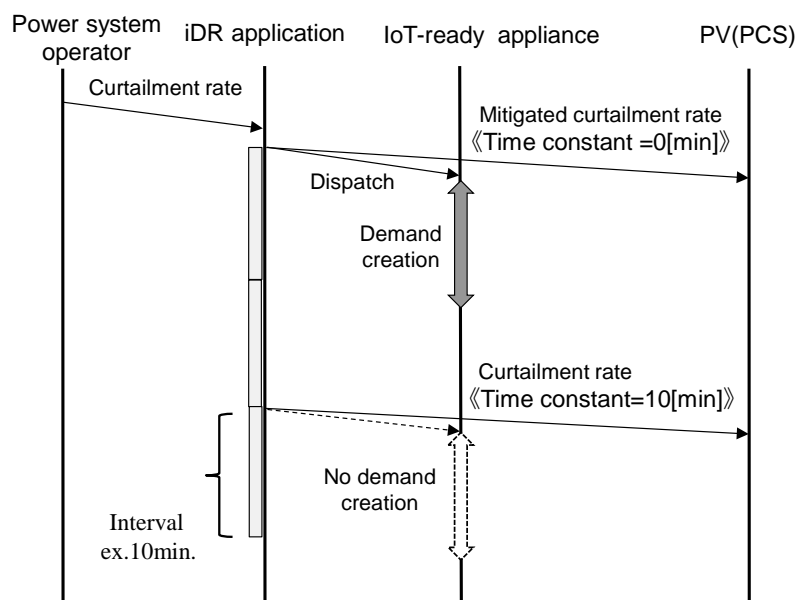 Power system
operator
iDR application
IoT-ready appliance
PV(PCS)
Curtailment rate
Mitigated curtailment rate
《Time constant =0[min]》
Dispatch
Demand
creation
Curtailment rate
《Time constant=10[min]》
No demand
creation
Interval
ex.10min.